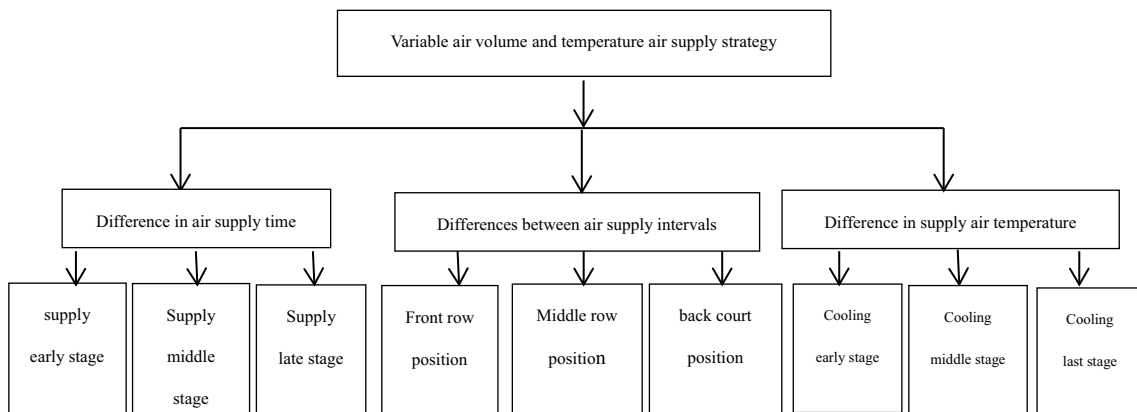 Variable air volume and temperature air supply strategy
Difference in air supply time
Differences between air supply intervals
Difference in supply air temperature
supply
early stage
Supply
middle
stage
Supply
late stage
Front row
position
Middle row
position
back court
position
Cooling
early stage
Cooling
middle stage
Cooling
last stage